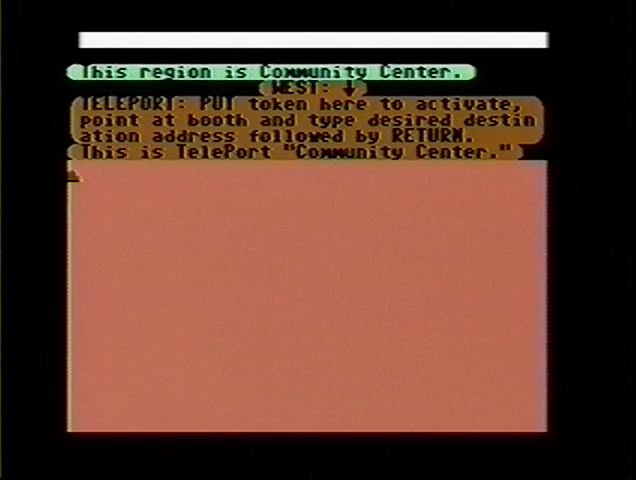 This region is Community Center.
WEST: ↓
TELEPORT: PUT token here to activate,
point at booth and type desired destin
ation address followed by RETURN.
This is TelePort "Community Center."